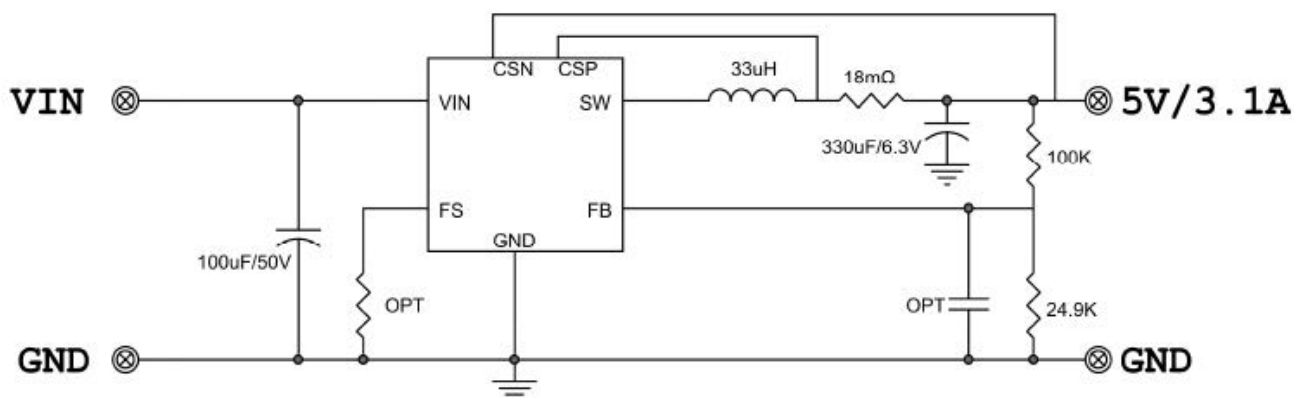 CSN CSP
33uH
18mΩ
VIN
VIN
SW
5V/3.1A
330uF/6.3V
100K
FS
FB
GND
100uF/50V
OPT
OPT
24.9K
GND
GND